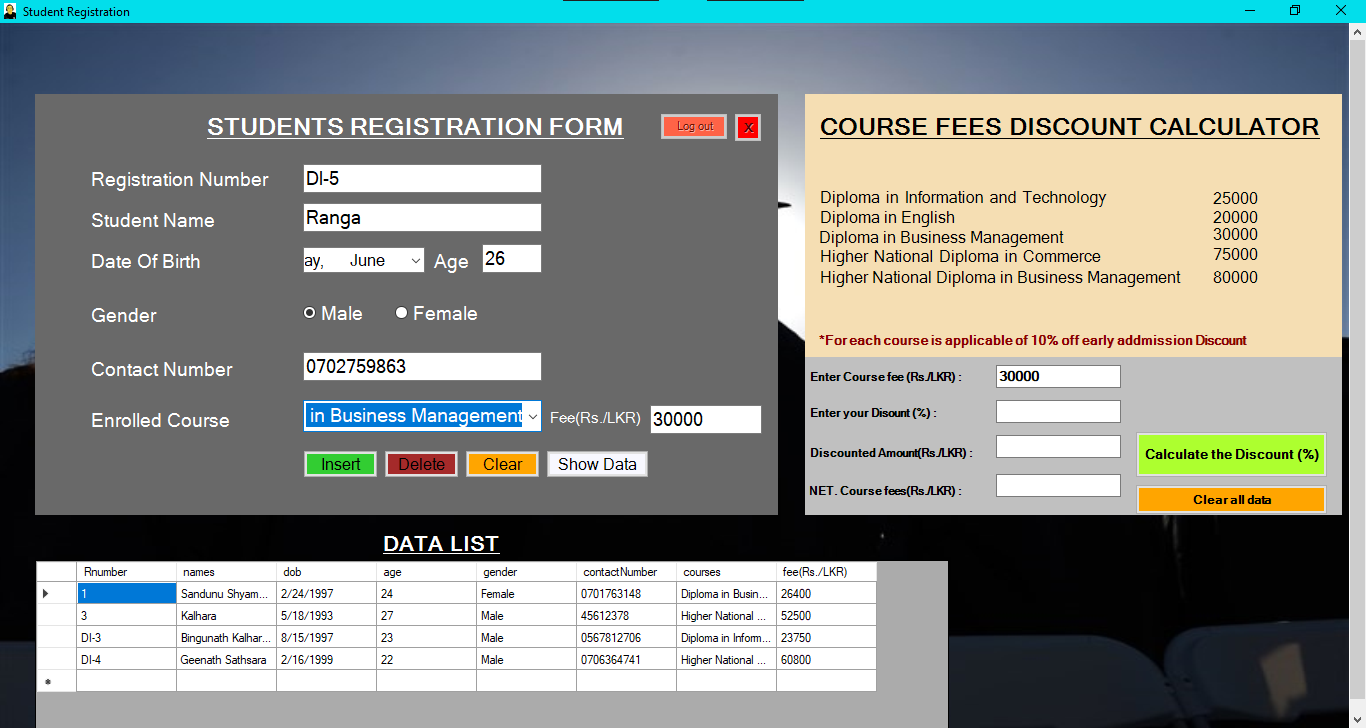 Student Registration
STUDENTS REGISTRATION FORM
Log out
X
Registration Number
DI-5
Student Name
Ranga
Date Of Birth
ay, June
Age
26
Gender
Male
Female
Contact Number
0702759863
Enrolled Course
in Business Management
Fee(Rs./LKR)
30000
Insert
Delete
Clear
Show Data
COURSE FEES DISCOUNT CALCULATOR
Diploma in Information and Technology 25000
Diploma in English 20000
Diploma in Business Management 30000
Higher National Diploma in Commerce 75000
Higher National Diploma in Business Management 80000
*For each course is applicable of 10% off early addmission Discount
Enter Course fee (Rs./LKR) : 30000
Enter your Disount (%) :
Discounted Amount(Rs./LKR) :
NET. Course fees(Rs./LKR) :
Calculate the Discount (%)
Clear all data
DATA LIST
Rnumber names dob age gender contactNumber courses fee(Rs./LKR)
1 Sandunu Shyam... 2/24/1997 24 Female 0701763148 Diploma in Busin... 26400
3 Kalhara 5/18/1993 27 Male 45612378 Higher National ... 52500
DI-3 Bingunath Kalhar... 8/15/1997 23 Male 0567812706 Diploma in Inform... 23750
DI-4 Geenath Sathsara 2/16/1999 22 Male 0706364741 Higher National ... 60800